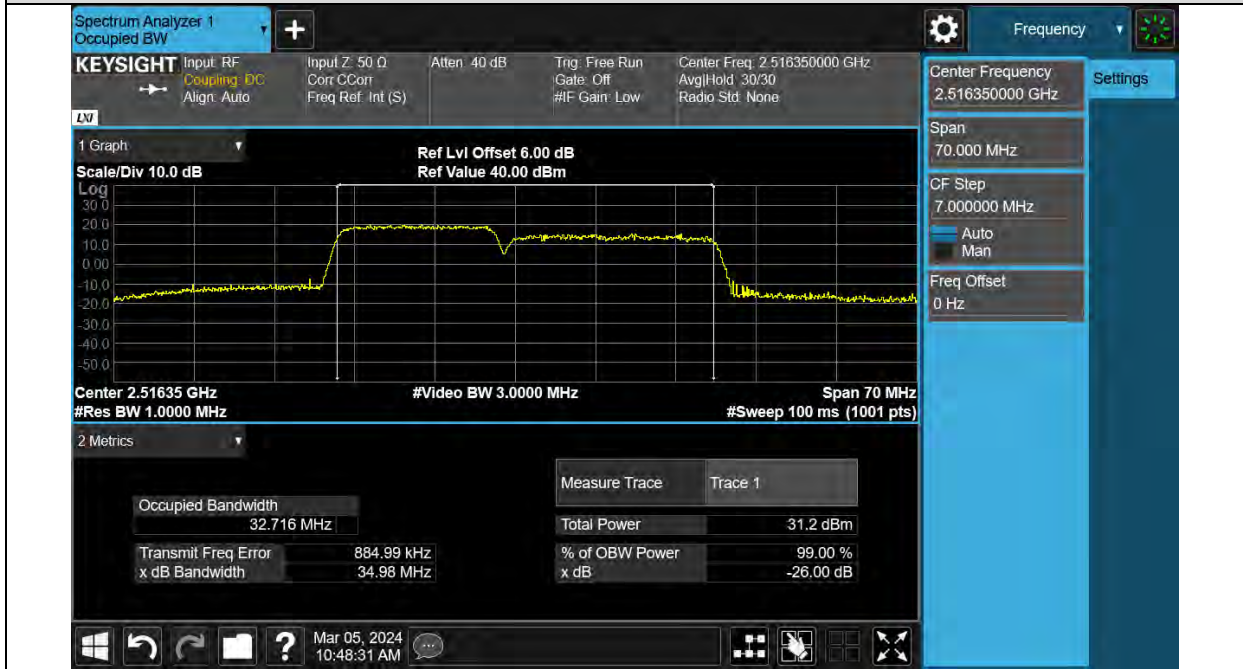 Spectrum Analyzer 1
Occupied BW
+
Frequency
KEYSIGHT
Input: RF
Coupling: DC
Align: Auto
Input Z: 50 Ω
Corr CCorr
Freq Ref: Int (S)
Atten: 40 dB
Trig: Free Run
Gate: Off
#IF Gain: Low
Center Freq: 2.516350000 GHz
Avg|Hold: 30/30
Radio Std: None
LXI
Center Frequency
2.516350000 GHz
Settings
Span
70.000 MHz
CF Step
7.000000 MHz
Auto
Man
Freq Offset
0 Hz
1 Graph
Scale/Div 10.0 dB
Ref Lvl Offset 6.00 dB
Ref Value 40.00 dBm
Log
30.0
20.0
10.0
0.00
-10.0
-20.0
-30.0
-40.0
-50.0
Center 2.51635 GHz
#Video BW 3.0000 MHz
Span 70 MHz
#Res BW 1.0000 MHz
#Sweep 100 ms (1001 pts)
2 Metrics
Measure Trace Trace 1
Occupied Bandwidth
32.716 MHz
Total Power 31.2 dBm
Transmit Freq Error 884.99 kHz
% of OBW Power 99.00 %
x dB Bandwidth 34.98 MHz
x dB -26.00 dB
?
Mar 05, 2024
10:48:31 AM